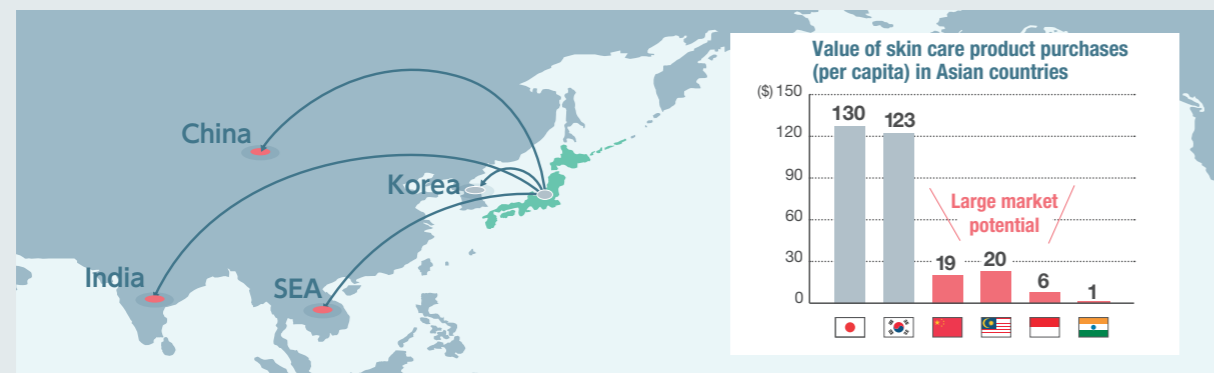 China
Korea
India
SEA
Value of skin care product purchases
(per capita) in Asian countries
($) 150
120
90
60
30
0
130
123
19
20
6
1
Large market
potential